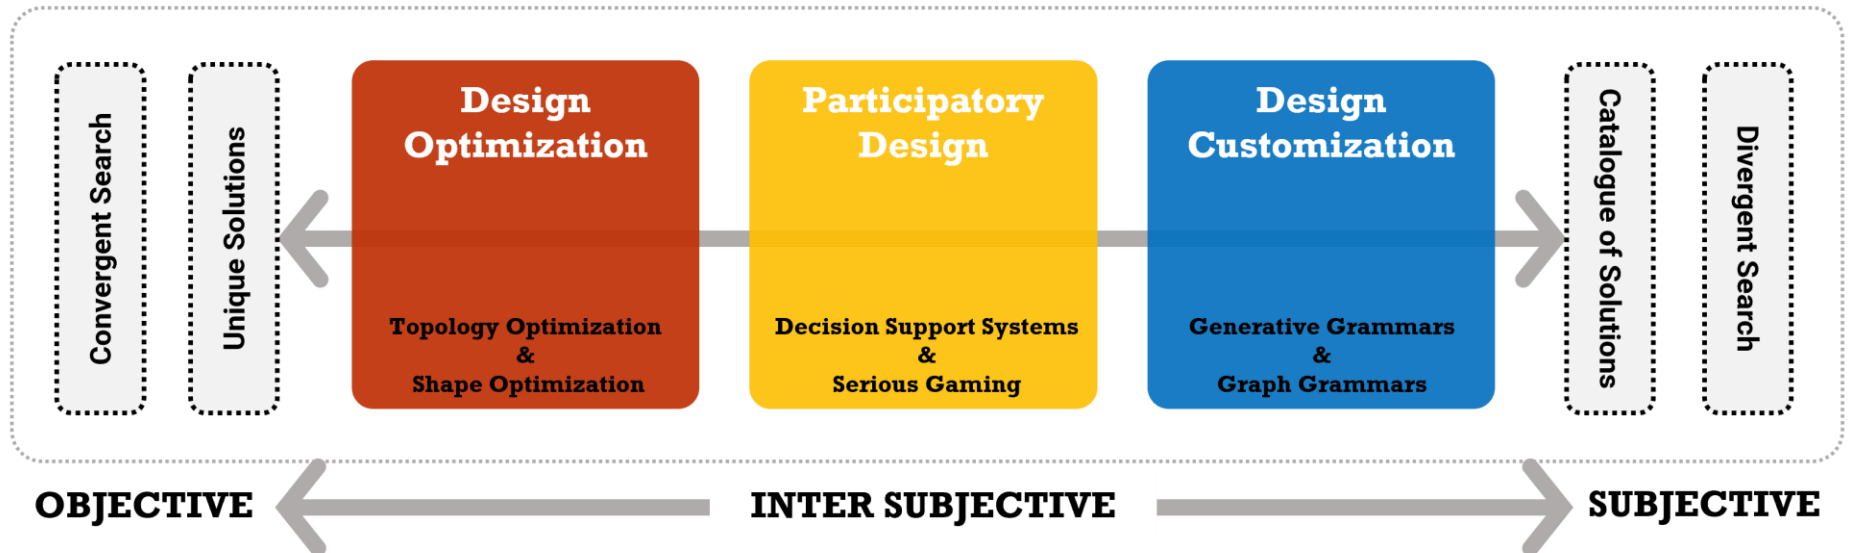 Convergent Search
Unique Solutions
Design
Optimization
Topology Optimization
&
Shape Optimization
Participatory
Design
Decision Support Systems
&
Serious Gaming
Design
Customization
Generative Grammars
&
Graph Grammars
Catalogue of Solutions
Divergent Search
OBJECTIVE
INTER SUBJECTIVE
SUBJECTIVE